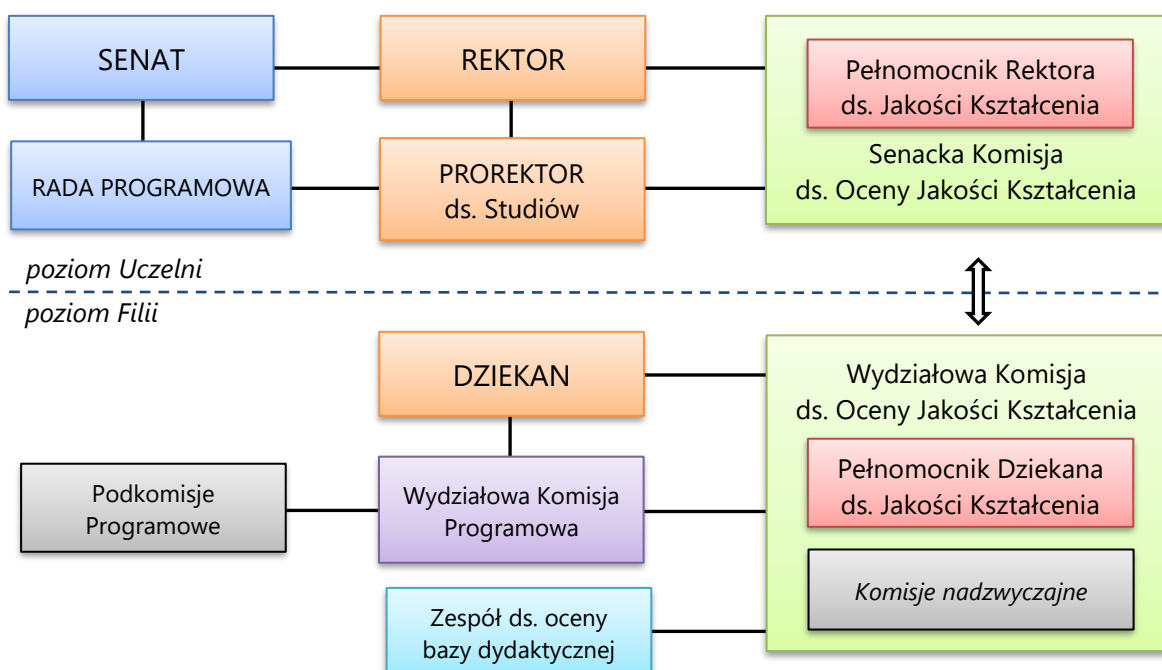 SENAT
REKTOR
Pełnomocnik Rektora
ds. Jakości Kształcenia
Senacka Komisja
ds. Oceny Jakości Kształcenia
RADA PROGRAMOWA
PROREKTOR
ds. Studiów
poziom Uczelni
poziom Filii
DZIEKAN
Wydziałowa Komisja
ds. Oceny Jakości Kształcenia
Pełnomocnik Dziekana
ds. Jakości Kształcenia
Podkomisje
Programowe
Wydziałowa Komisja
Programowa
Komisje nadzwyczajne
Zespół ds. oceny
bazy dydaktycznej